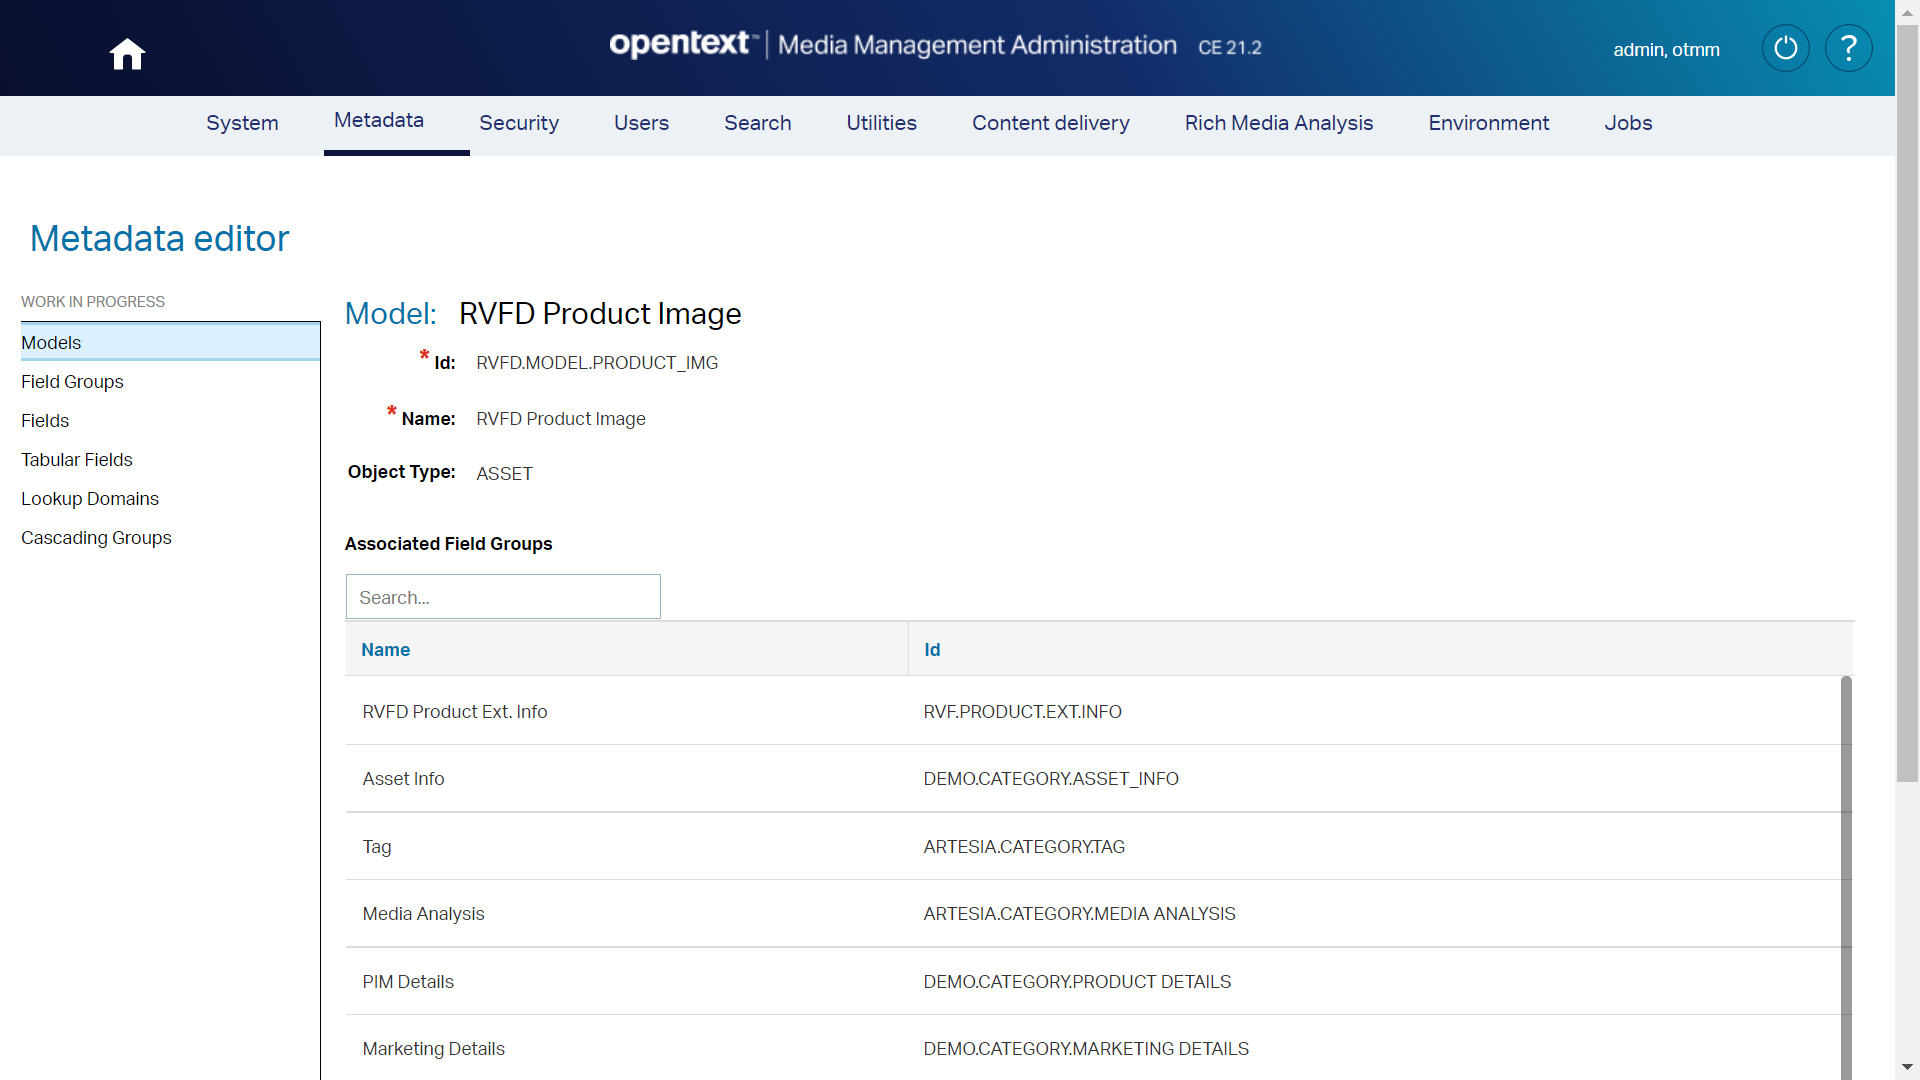 opentext™ | Media Management Administration CE 21.2
admin, otmm
?
System Metadata Security Users Search Utilities Content delivery Rich Media Analysis Environment Jobs
Metadata editor
WORK IN PROGRESS
Models
Field Groups
Fields
Tabular Fields
Lookup Domains
Cascading Groups
Model: RVFD Product Image
* Id: RVFD.MODEL.PRODUCT_IMG
* Name: RVFD Product Image
Object Type: ASSET
Associated Field Groups
Search...
Name Id
RVFD Product Ext. Info RVF.PRODUCT.EXT.INFO
Asset Info DEMO.CATEGORY.ASSET_INFO
Tag ARTESIA.CATEGORY.TAG
Media Analysis ARTESIA.CATEGORY.MEDIA ANALYSIS
PIM Details DEMO.CATEGORY.PRODUCT DETAILS
Marketing Details DEMO.CATEGORY.MARKETING DETAILS